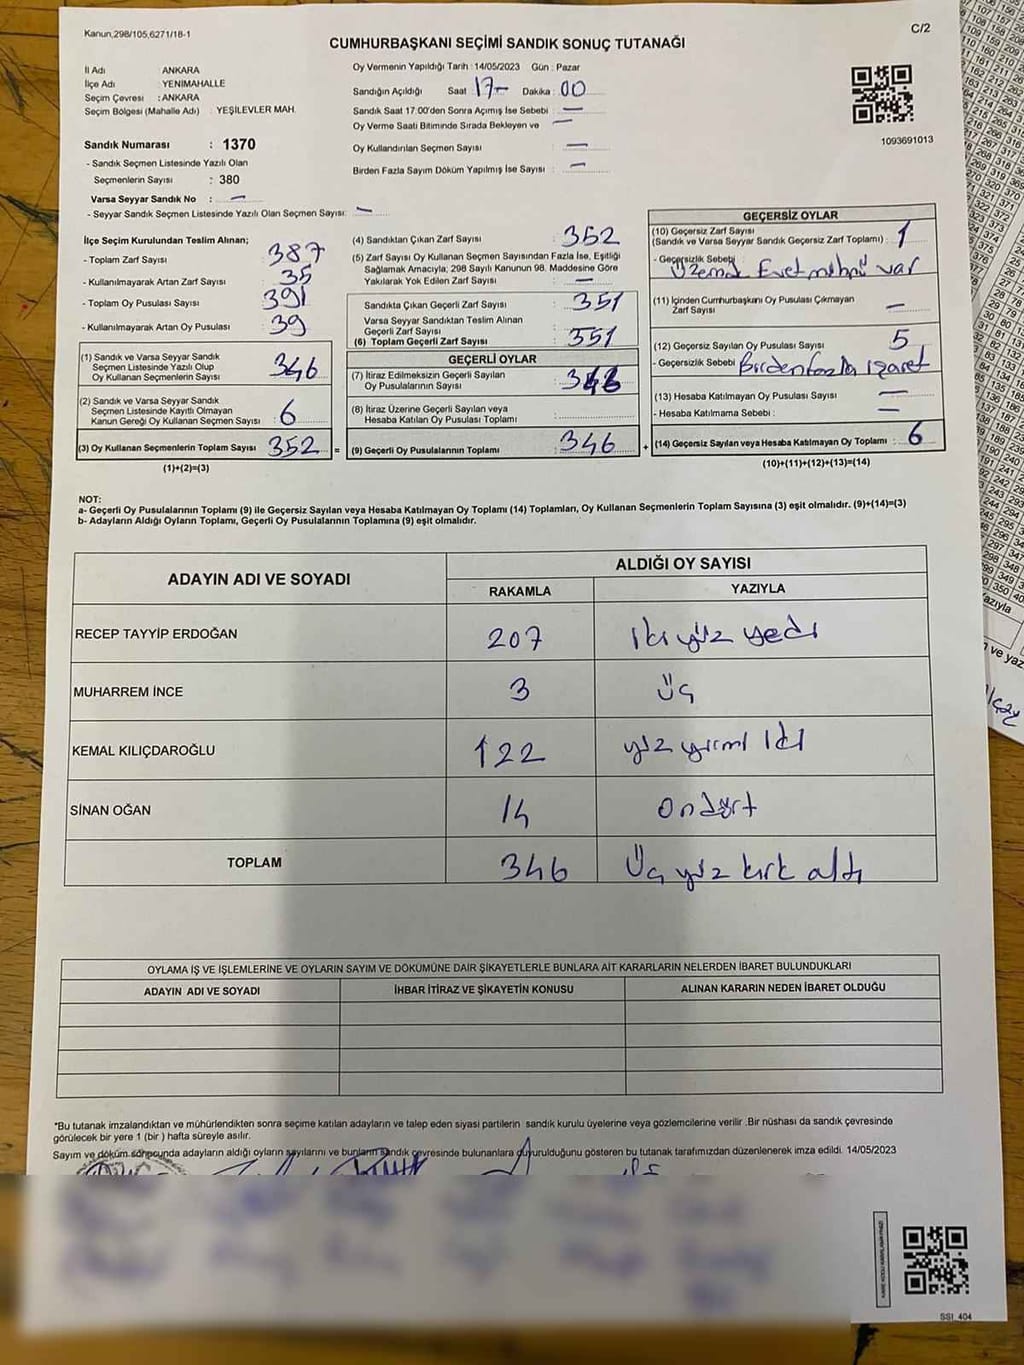 Kanun,298/105,6271/18-1
C/2
CUMHURBAŞKANI SEÇİMİ SANDIK SONUÇ TUTANAĞI
İl Adı ANKARA
İlçe Adı : YENİMAHALLE
Seçim Çevresi : ANKARA
Seçim Bölgesi (Mahalle Adı) : YEŞİLEVLER MAH.
Sandık Numarası : 1370
- Sandık Seçmen Listesinde Yazılı Olan
Seçmenlerin Sayısı : 380
Varsa Seyyar Sandık No : —
- Seyyar Sandık Seçmen Listesinde Yazılı Olan Seçmen Sayısı: —
Oy Vermenin Yapıldığı Tarih : 14/05/2023 Gün : Pazar
Sandığın Açıldığı Saat 17- Dakika : 00
Sandık Saat 17:00'den Sonra Açımış İse Sebebi : —
Oy Verme Saati Bitiminde Sırada Bekleyen ve —
Oy Kullandırılan Seçmen Sayısı : —
Birden Fazla Sayım Döküm Yapılmış İse Sayısı : —
1093691013
İlçe Seçim Kurulundan Teslim Alınan;
- Toplam Zarf Sayısı : 387
- Kullanılmayarak Artan Zarf Sayısı : 35
- Toplam Oy Pusulası Sayısı : 391
- Kullanılmayarak Artan Oy Pusulası : 39
(1) Sandık ve Varsa Seyyar Sandık
Seçmen Listesinde Yazılı Olup
Oy Kullanan Seçmenlerin Sayısı : 346
(2) Sandık ve Varsa Seyyar Sandık
Seçmen Listesinde Kayıtlı Olmayan
Kanun Gereği Oy Kullanan Seçmen Sayısı : 6
(3) Oy Kullanan Seçmenlerin Toplam Sayısı : 352 =
(1)+(2)=(3)
(4) Sandıktan Çıkan Zarf Sayısı : 352
(5) Zarf Sayısı Oy Kullanan Seçmen Sayısından Fazla İse, Eşitliği
Sağlamak Amacıyla; 298 Sayılı Kanunun 98. Maddesine Göre
Yakılarak Yok Edilen Zarf Sayısı : —
Sandıkta Çıkan Geçerli Zarf Sayısı : 351
Varsa Seyyar Sandıktan Teslim Alınan
Geçerli Zarf Sayısı
(6) Toplam Geçerli Zarf Sayısı : 351
GEÇERLİ OYLAR
(7) İtiraz Edilmeksizin Geçerli Sayılan
Oy Pusulalarının Sayısı : 346
(8) İtiraz Üzerine Geçerli Sayılan veya
Hesaba Katılan Oy Pusulası Toplamı :
(9) Geçerli Oy Pusulalarının Toplamı : 346 +
GEÇERSİZ OYLAR
(10) Geçersiz Zarf Sayısı
(Sandık ve Varsa Seyyar Sandık Geçersiz Zarf Toplamı) : 1
- Geçersizlik Sebebi : Üzernd Evet mührü var
(11) İçinden Cumhurbaşkanı Oy Pusulası Çıkmayan
Zarf Sayısı : —
(12) Geçersiz Sayılan Oy Pusulası Sayısı : 5
- Geçersizlik Sebebi : Birden fazla işaret
(13) Hesaba Katılmayan Oy Pusulası Sayısı : —
- Hesaba Katılmama Sebebi : —
(14) Geçersiz Sayılan veya Hesaba Katılmayan Oy Toplamı : 6
(10)+(11)+(12)+(13)=(14)
NOT:
a- Geçerli Oy Pusulalarının Toplamı (9) ile Geçersiz Sayılan veya Hesaba Katılmayan Oy Toplamı (14) Toplamları, Oy Kullanan Seçmenlerin Toplam Sayısına (3) eşit olmalıdır. (9)+(14)=(3)
b- Adayların Aldığı Oyların Toplamı, Geçerli Oy Pusulalarının Toplamına (9) eşit olmalıdır.
ADAYIN ADI VE SOYADI ALDIĞI OY SAYISI
RAKAMLA YAZIYLA
RECEP TAYYİP ERDOĞAN 207 iki yüz yedi
MUHARREM İNCE 3 üç
KEMAL KILIÇDAROĞLU 122 yüz yirmi iki
SİNAN OĞAN 14 on dört
TOPLAM 346 Üç yüz kırk altı
OYLAMA İŞ VE İŞLEMLERİNE VE OYLARIN SAYIM VE DÖKÜMÜNE DAİR ŞİKAYETLERLE BUNLARA AİT KARARLARIN NELERDEN İBARET BULUNDUKLARI
ADAYIN ADI VE SOYADI İHBAR İTİRAZ VE ŞİKAYETİN KONUSU ALINAN KARARIN NEDEN İBARET OLDUĞU
*Bu tutanak imzalandıktan ve mühürlendikten sonra seçime katılan adayların ve talep eden siyasi partilerin sandık kurulu üyelerine veya gözlemcilerine verilir .Bir nüshası da sandık çevresinde
görülecek bir yere 1 (bir ) hafta süreyle asılır.
Sayım ve döküm sonucunda adayların aldığı oyların sayılarını ve bunların sandık çevresinde bulunanlara duyurulduğunu gösteren bu tutanak tarafımızdan düzenlenerek imza edildi. 14/05/2023
SSI_404